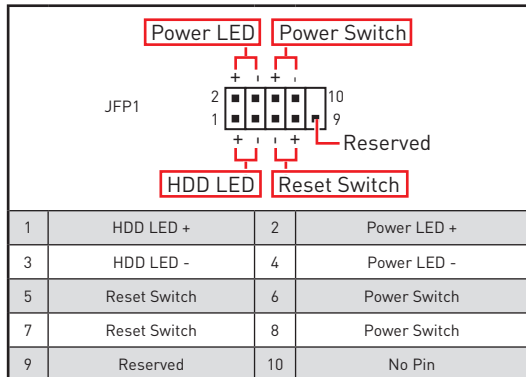 Power LED Power Switch
+ - + -
JFP1
2 10
1 9
+ - - +
Reserved
HDD LED Reset Switch
1 HDD LED + 2 Power LED +
3 HDD LED - 4 Power LED -
5 Reset Switch 6 Power Switch
7 Reset Switch 8 Power Switch
9 Reserved 10 No Pin